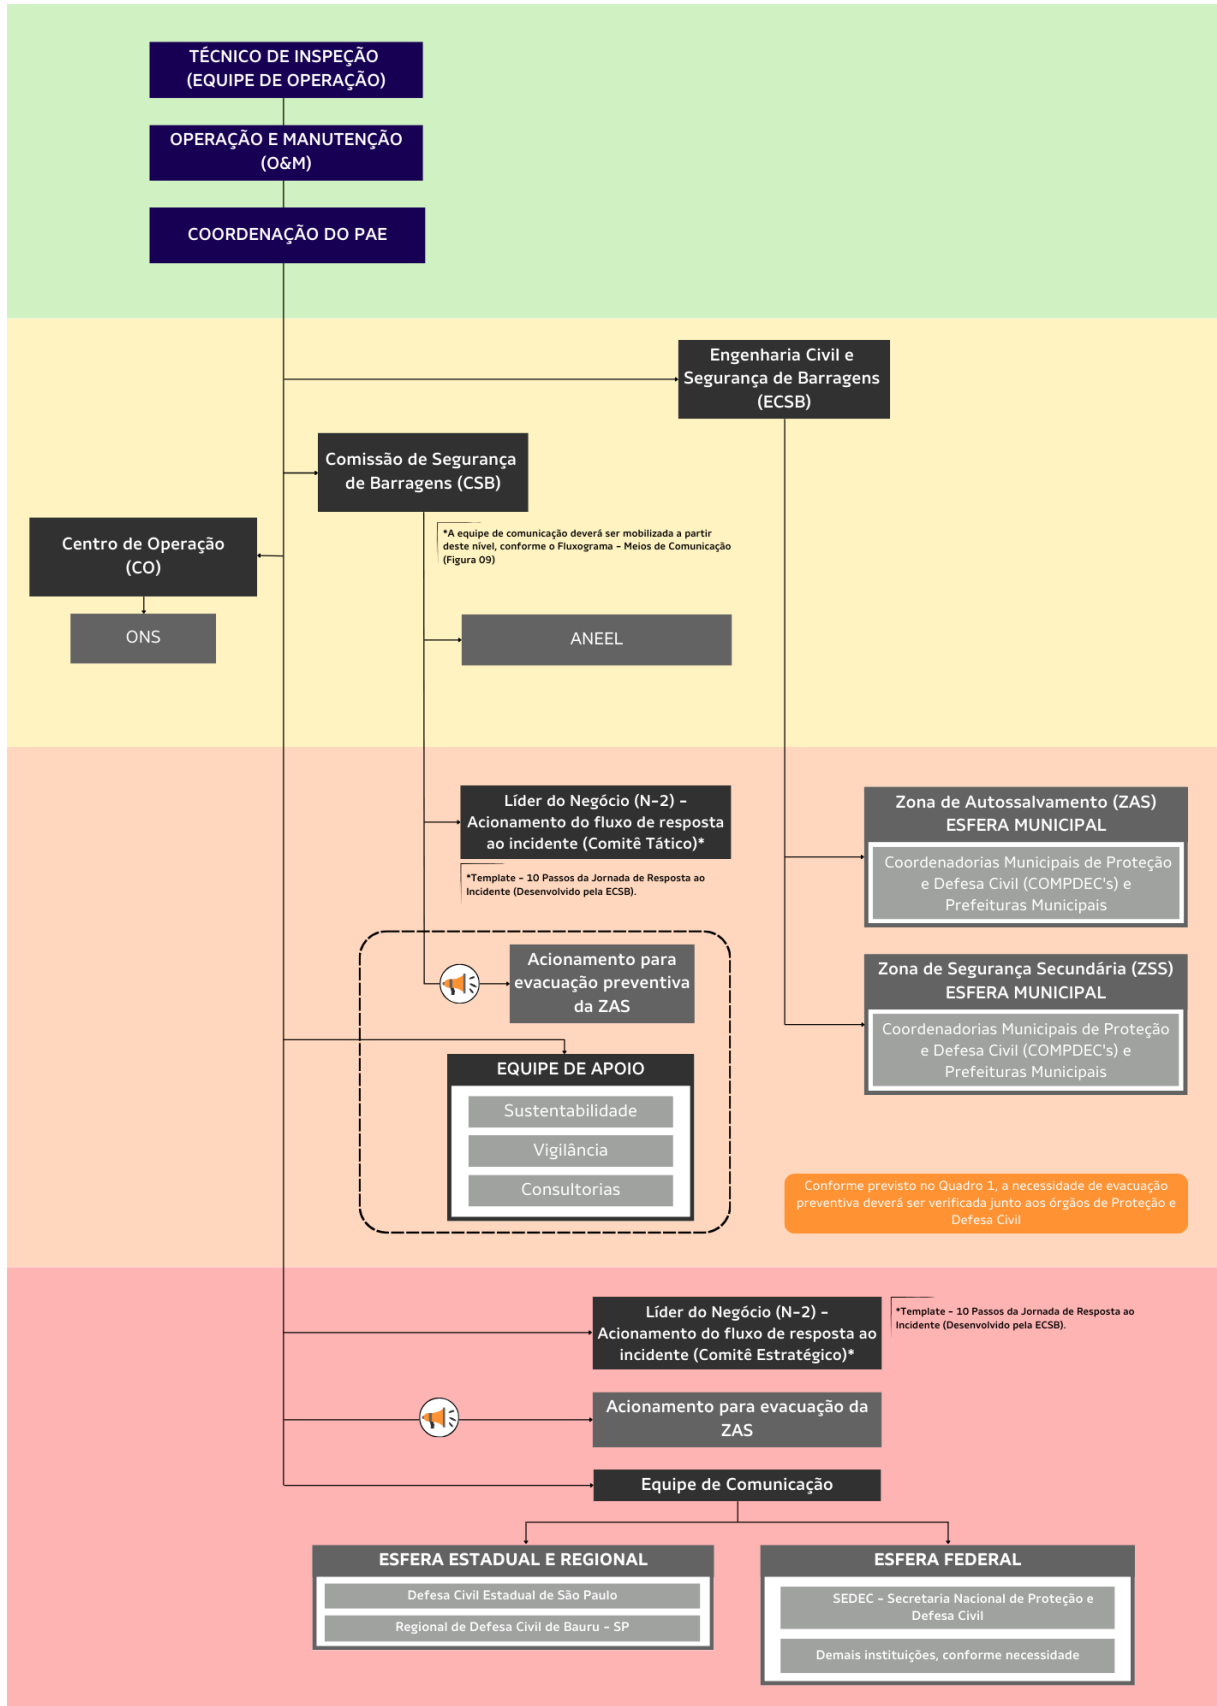 TÉCNICO DE INSPEÇÃO
(EQUIPE DE OPERAÇÃO)
OPERAÇÃO E MANUTENÇÃO
(O&M)
COORDENAÇÃO DO PAE
Engenharia Civil e
Segurança de Barragens
(ECSB)
Comissão de Segurança
de Barragens (CSB)
*A equipe de comunicação deverá ser mobilizada a partir
deste nível, conforme o Fluxograma - Meios de Comunicação
(Figura 09)
Centro de Operação
(CO)
ONS
ANEEL
Líder do Negócio (N-2) -
Acionamento do fluxo de resposta
ao incidente (Comitê Tático)*
*Template - 10 Passos da Jornada de Resposta ao
Incidente (Desenvolvido pela ECSB).
Zona de Autossalvamento (ZAS)
ESFERA MUNICIPAL
Coordenadorias Municipais de Proteção
e Defesa Civil (COMPDEC's) e
Prefeituras Municipais
Acionamento para
evacuação preventiva
da ZAS
Zona de Segurança Secundária (ZSS)
ESFERA MUNICIPAL
Coordenadorias Municipais de Proteção
e Defesa Civil (COMPDEC's) e
Prefeituras Municipais
EQUIPE DE APOIO
Sustentabilidade
Vigilância
Consultorias
Conforme previsto no Quadro 1, a necessidade de evacuação
preventiva deverá ser verificada junto aos órgãos de Proteção e
Defesa Civil
Líder do Negócio (N-2) -
Acionamento do fluxo de resposta ao
incidente (Comitê Estratégico)*
*Template - 10 Passos da Jornada de Resposta ao
Incidente (Desenvolvido pela ECSB).
Acionamento para evacuação da
ZAS
Equipe de Comunicação
ESFERA ESTADUAL E REGIONAL
Defesa Civil Estadual de São Paulo
Regional de Defesa Civil de Bauru - SP
ESFERA FEDERAL
SEDEC - Secretaria Nacional de Proteção e
Defesa Civil
Demais instituições, conforme necessidade